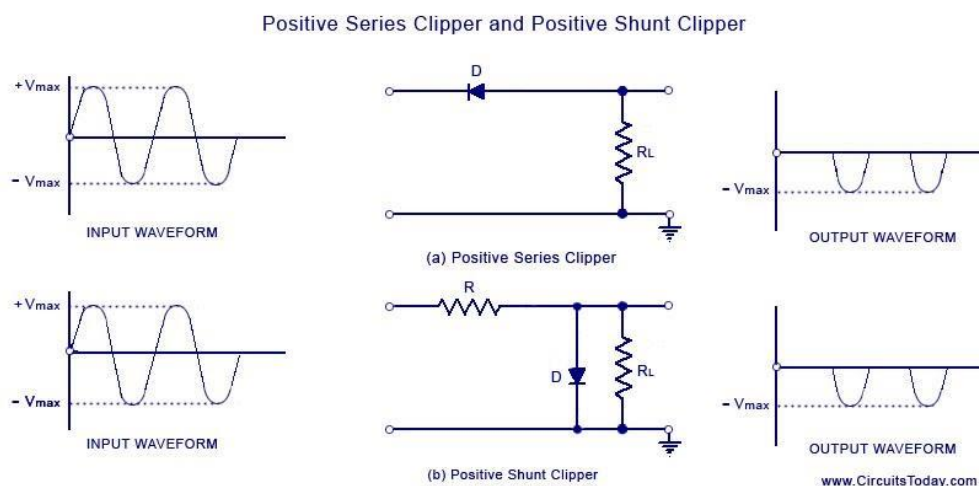 Positive Series Clipper and Positive Shunt Clipper
+Vmax
- Vmax
INPUT WAVEFORM
D
RL
(a) Positive Series Clipper
- Vmax
OUTPUT WAVEFORM
+Vmax
- Vmax
INPUT WAVEFORM
R
D
RL
(b) Positive Shunt Clipper
- Vmax
OUTPUT WAVEFORM
www.CircuitsToday.com